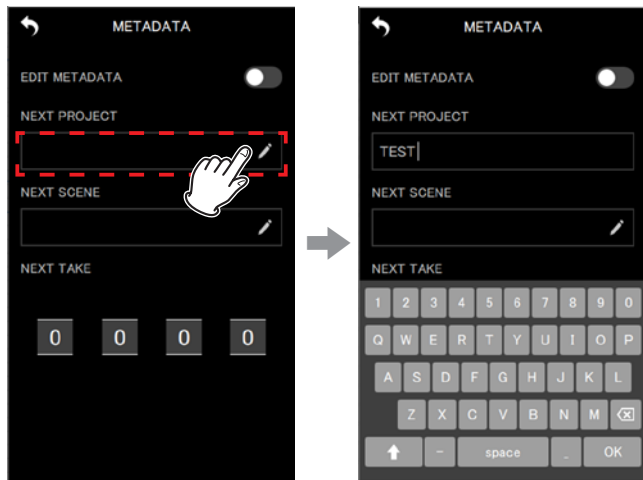 METADATA
EDIT METADATA
NEXT PROJECT
NEXT SCENE
NEXT TAKE
0 0 0 0
METADATA
EDIT METADATA
NEXT PROJECT
TEST
NEXT SCENE
NEXT TAKE
1 2 3 4 5 6 7 8 9 0
Q W E R T Y U I O P
A S D F G H J K L
Z X C V B N M
- space _ OK